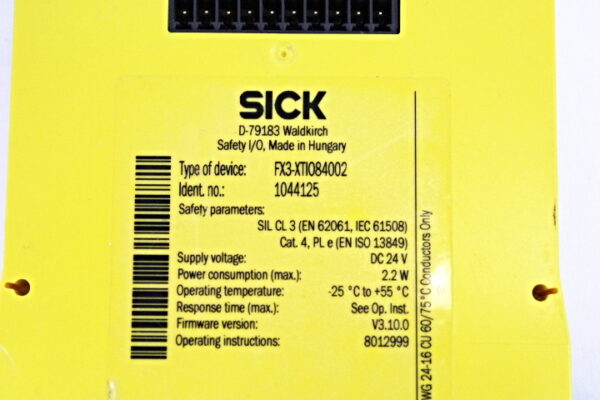 SICK
D-79183 Waldkirch
Safety I/O, Made in Hungary
Type of device: FX3-XTIO84002
Ident. no.: 1044125
Safety parameters:
SIL CL 3 (EN 62061, IEC 61508)
Cat. 4, PL e (EN ISO 13849)
Supply voltage: DC 24 V
Power consumption (max.): 2.2 W
Operating temperature: -25 °C to +55 °C
Response time (max.): See Op. Inst.
Firmware version: V3.10.0
Operating instructions: 8012999
WG 24-16 CU 60/75°C Conductors Only